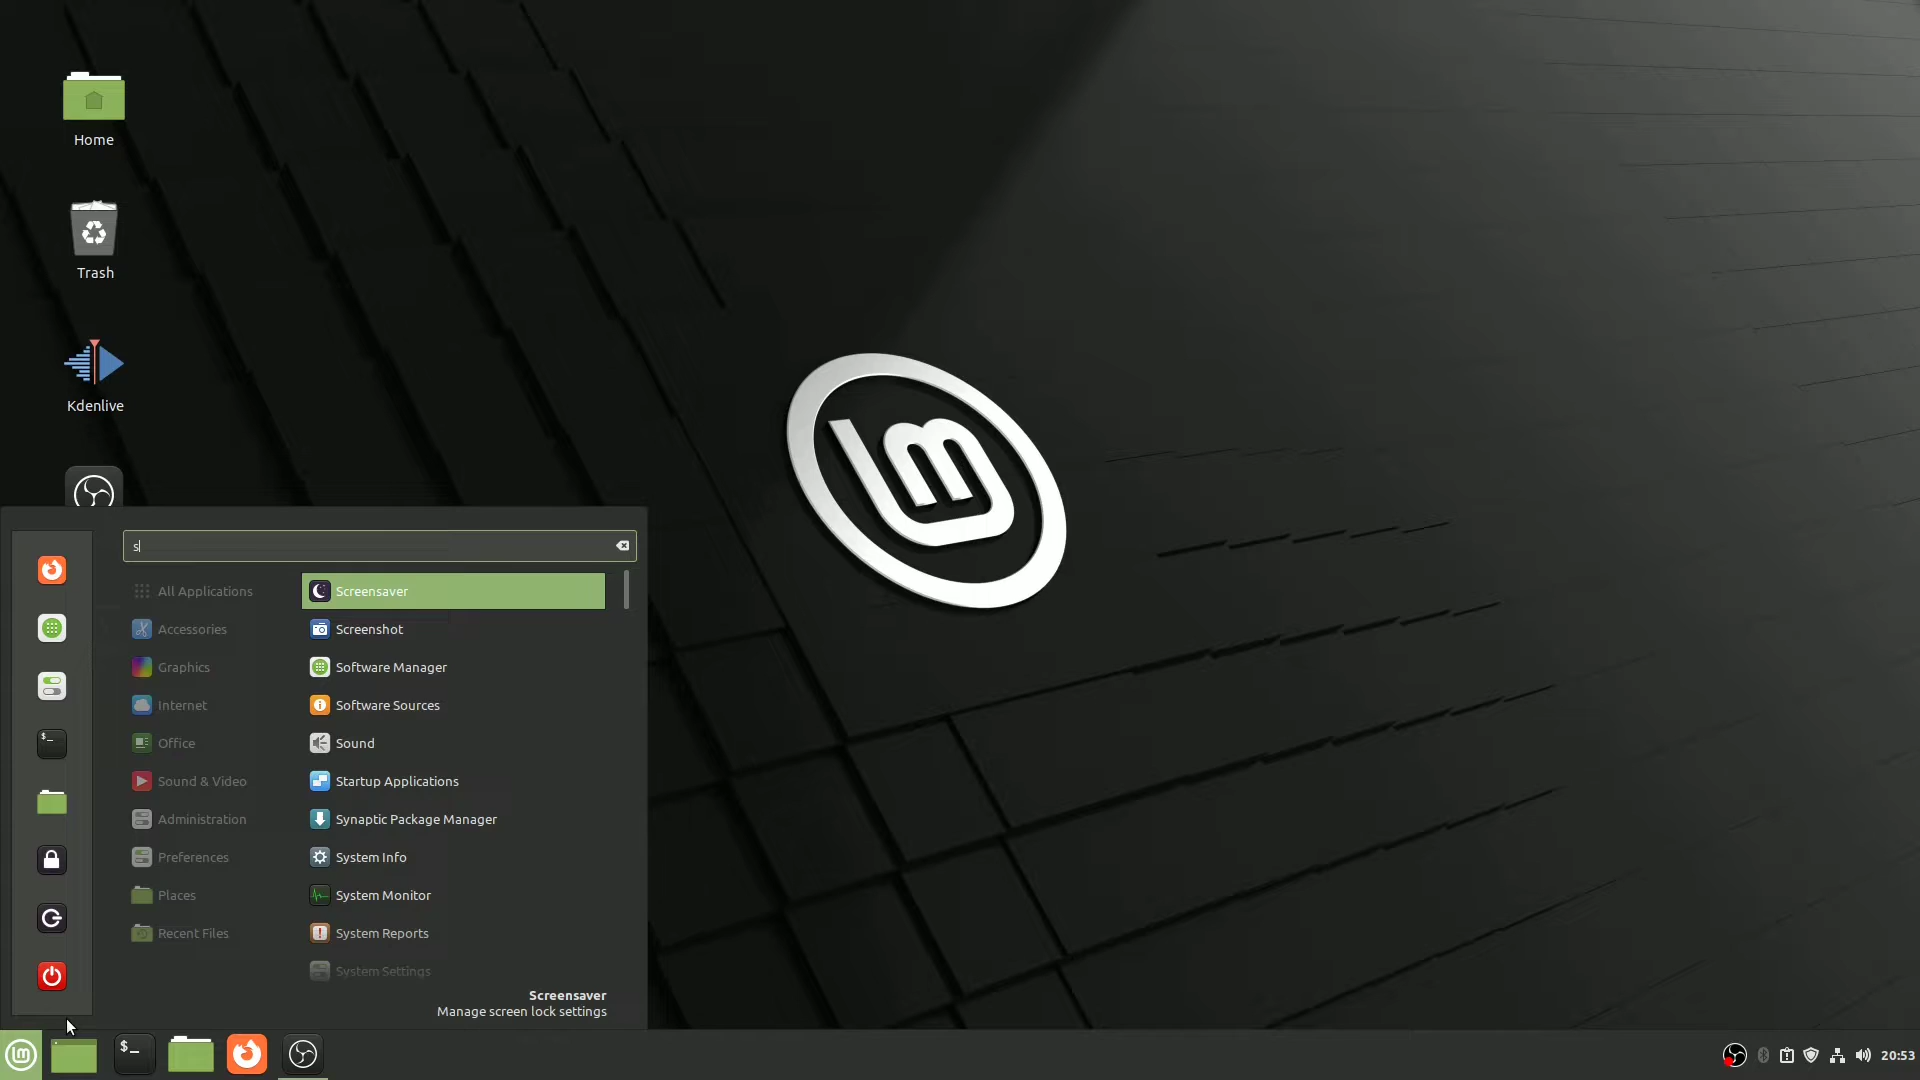 Home
Trash
Kdenlive
s
All Applications
Accessories
Graphics
Internet
Office
Sound & Video
Administration
Preferences
Places
Recent Files
Screensaver
Screenshot
Software Manager
Software Sources
Sound
Startup Applications
Synaptic Package Manager
System Info
System Monitor
System Reports
System Settings
Screensaver
Manage screen lock settings
20:53